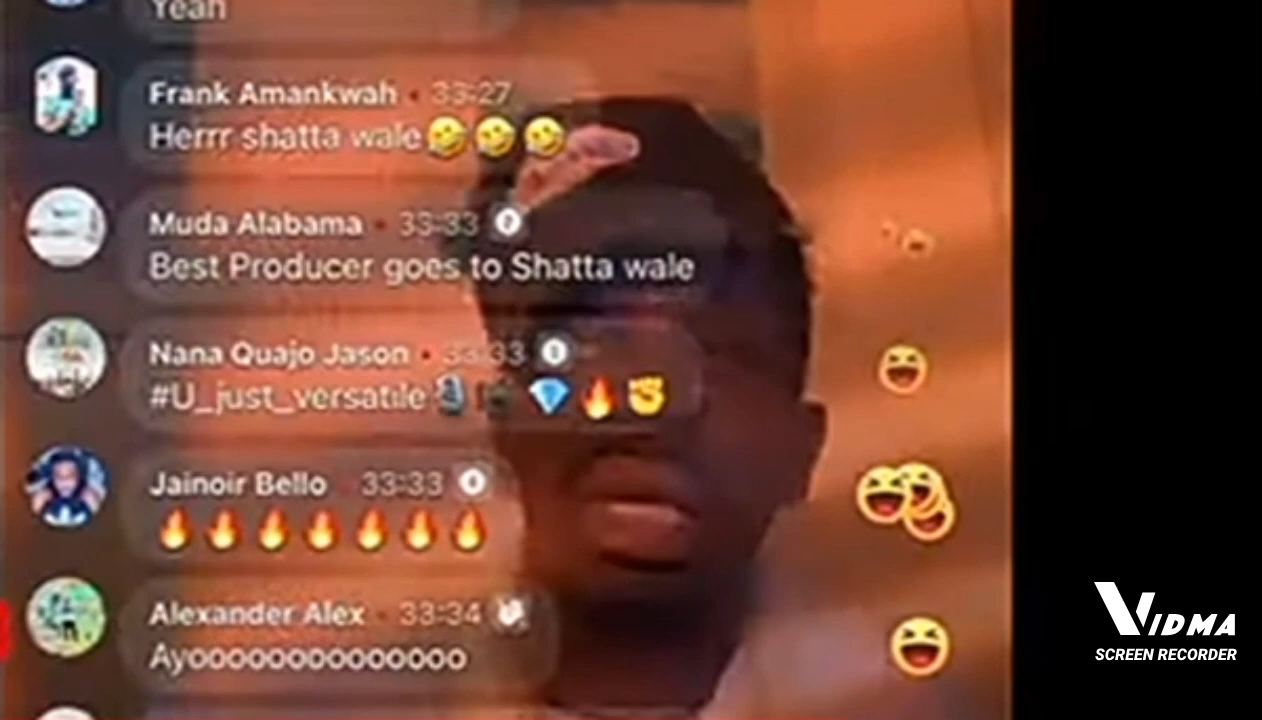 Yeah
Frank Amankwah • 33:27
Herrr shatta wale🤣🤣🤣
Muda Alabama • 33:33
Best Producer goes to Shatta wale
Nana Quajo Jason • 33:33
#U_just_versatile 💎🔥✊
Jainoir Bello • 33:33
🔥🔥🔥🔥🔥🔥🔥
Alexander Alex • 33:34
Ayoooooooooooooo
VIDMA
SCREEN RECORDER